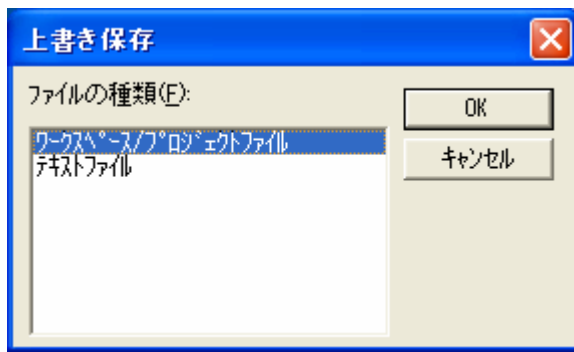 上書き保存
ﾌｧｲﾙの種類(F):
ﾜｰｸｽﾍﾟｰｽ/ﾌﾟﾛｼﾞｪｸﾄﾌｧｲﾙ
ﾃｷｽﾄﾌｧｲﾙ
OK
ｷｬﾝｾﾙ